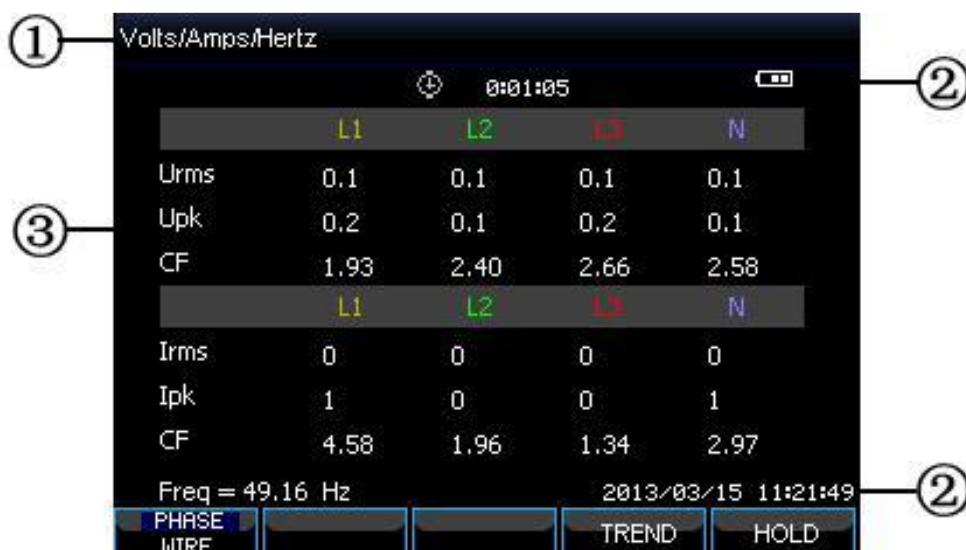 ① Volts/Amps/Hertz
0:01:05 ②
L1 L2 L3 N
Urms 0.1 0.1 0.1 0.1
③ Upk 0.2 0.1 0.2 0.1
CF 1.93 2.40 2.66 2.58
L1 L2 L3 N
Irms 0 0 0 0
Ipk 1 0 0 1
CF 4.58 1.96 1.34 2.97
Freq = 49.16 Hz 2013/03/15 11:21:49 ②
PHASE TREND HOLD
WIRE